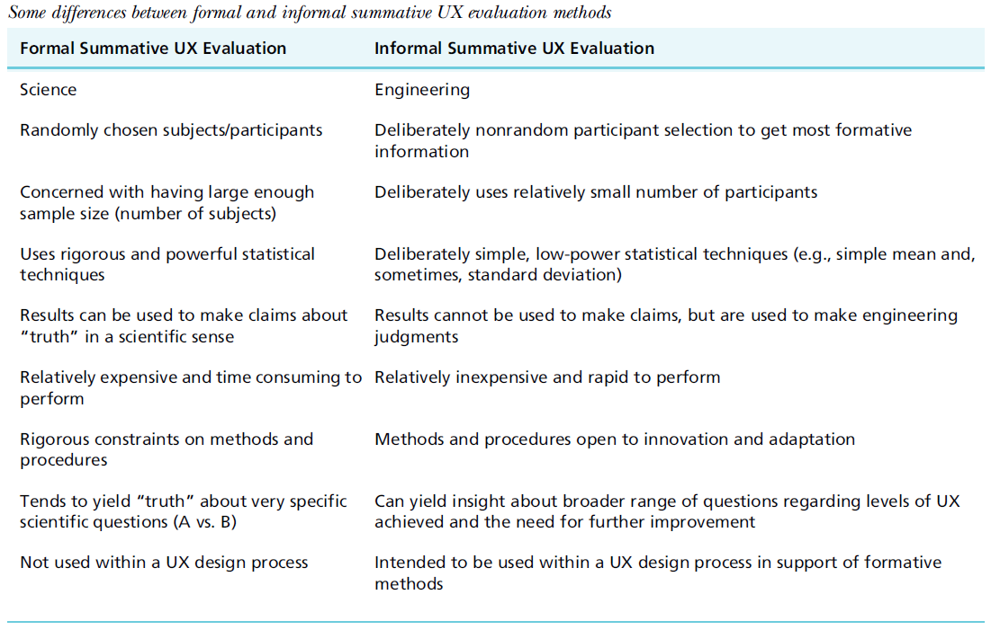 Some differences between formal and informal summative UX evaluation methods
Formal Summative UX Evaluation Informal Summative UX Evaluation
Science Engineering
Randomly chosen subjects/participants Deliberately nonrandom participant selection to get most formative
information
Concerned with having large enough Deliberately uses relatively small number of participants
sample size (number of subjects)
Uses rigorous and powerful statistical Deliberately simple, low-power statistical techniques (e.g., simple mean and,
techniques sometimes, standard deviation)
Results can be used to make claims about Results cannot be used to make claims, but are used to make engineering
“truth” in a scientific sense judgments
Relatively expensive and time consuming to Relatively inexpensive and rapid to perform
perform
Rigorous constraints on methods and Methods and procedures open to innovation and adaptation
procedures
Tends to yield “truth” about very specific Can yield insight about broader range of questions regarding levels of UX
scientific questions (A vs. B) achieved and the need for further improvement
Not used within a UX design process Intended to be used within a UX design process in support of formative
methods